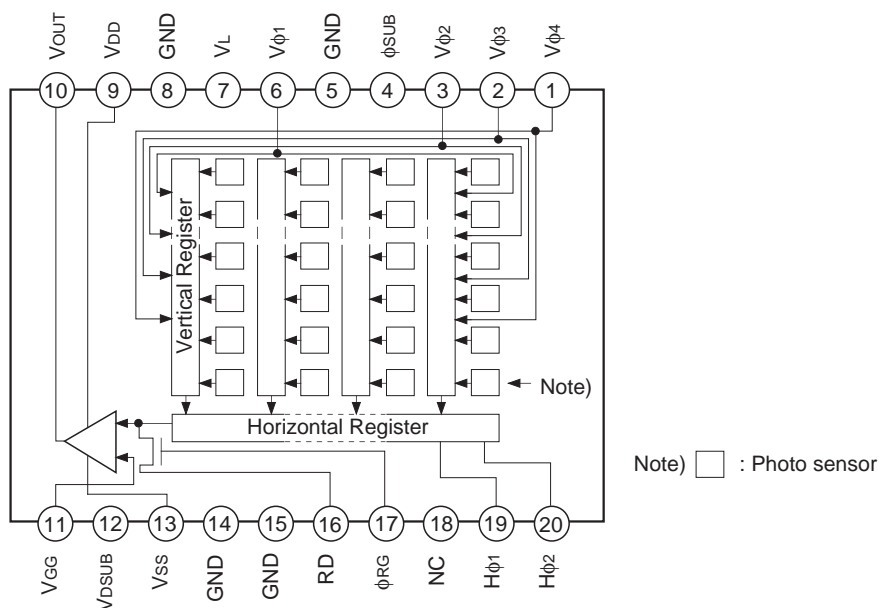 VOUT VDD GND VL Vϕ1 GND ϕSUB Vϕ2 Vϕ3 Vϕ4
10 9 8 7 6 5 4 3 2 1
Vertical Register
Note)
Horizontal Register
Note) : Photo sensor
11 12 13 14 15 16 17 18 19 20
VGG VDSUB VSS GND GND RD ϕRG NC Hϕ1 Hϕ2